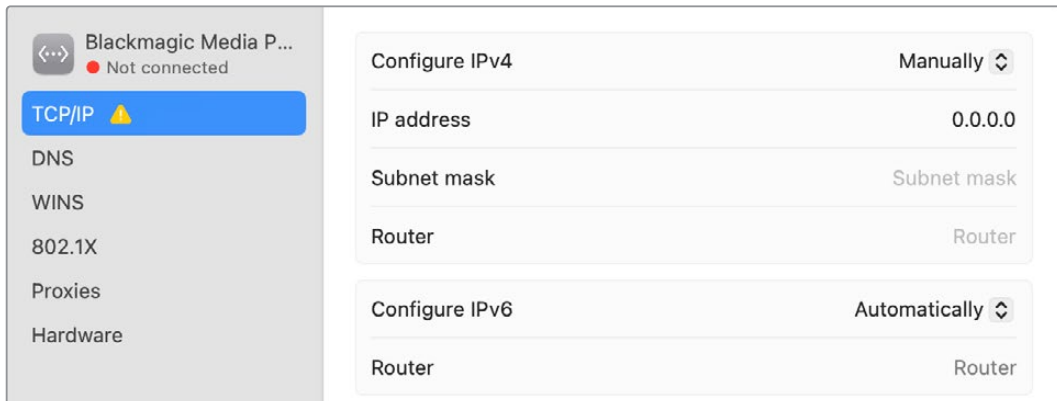 Blackmagic Media P...
Not connected
TCP/IP
DNS
WINS
802.1X
Proxies
Hardware
Configure IPv4 Manually
IP address 0.0.0.0
Subnet mask Subnet mask
Router Router
Configure IPv6 Automatically
Router Router